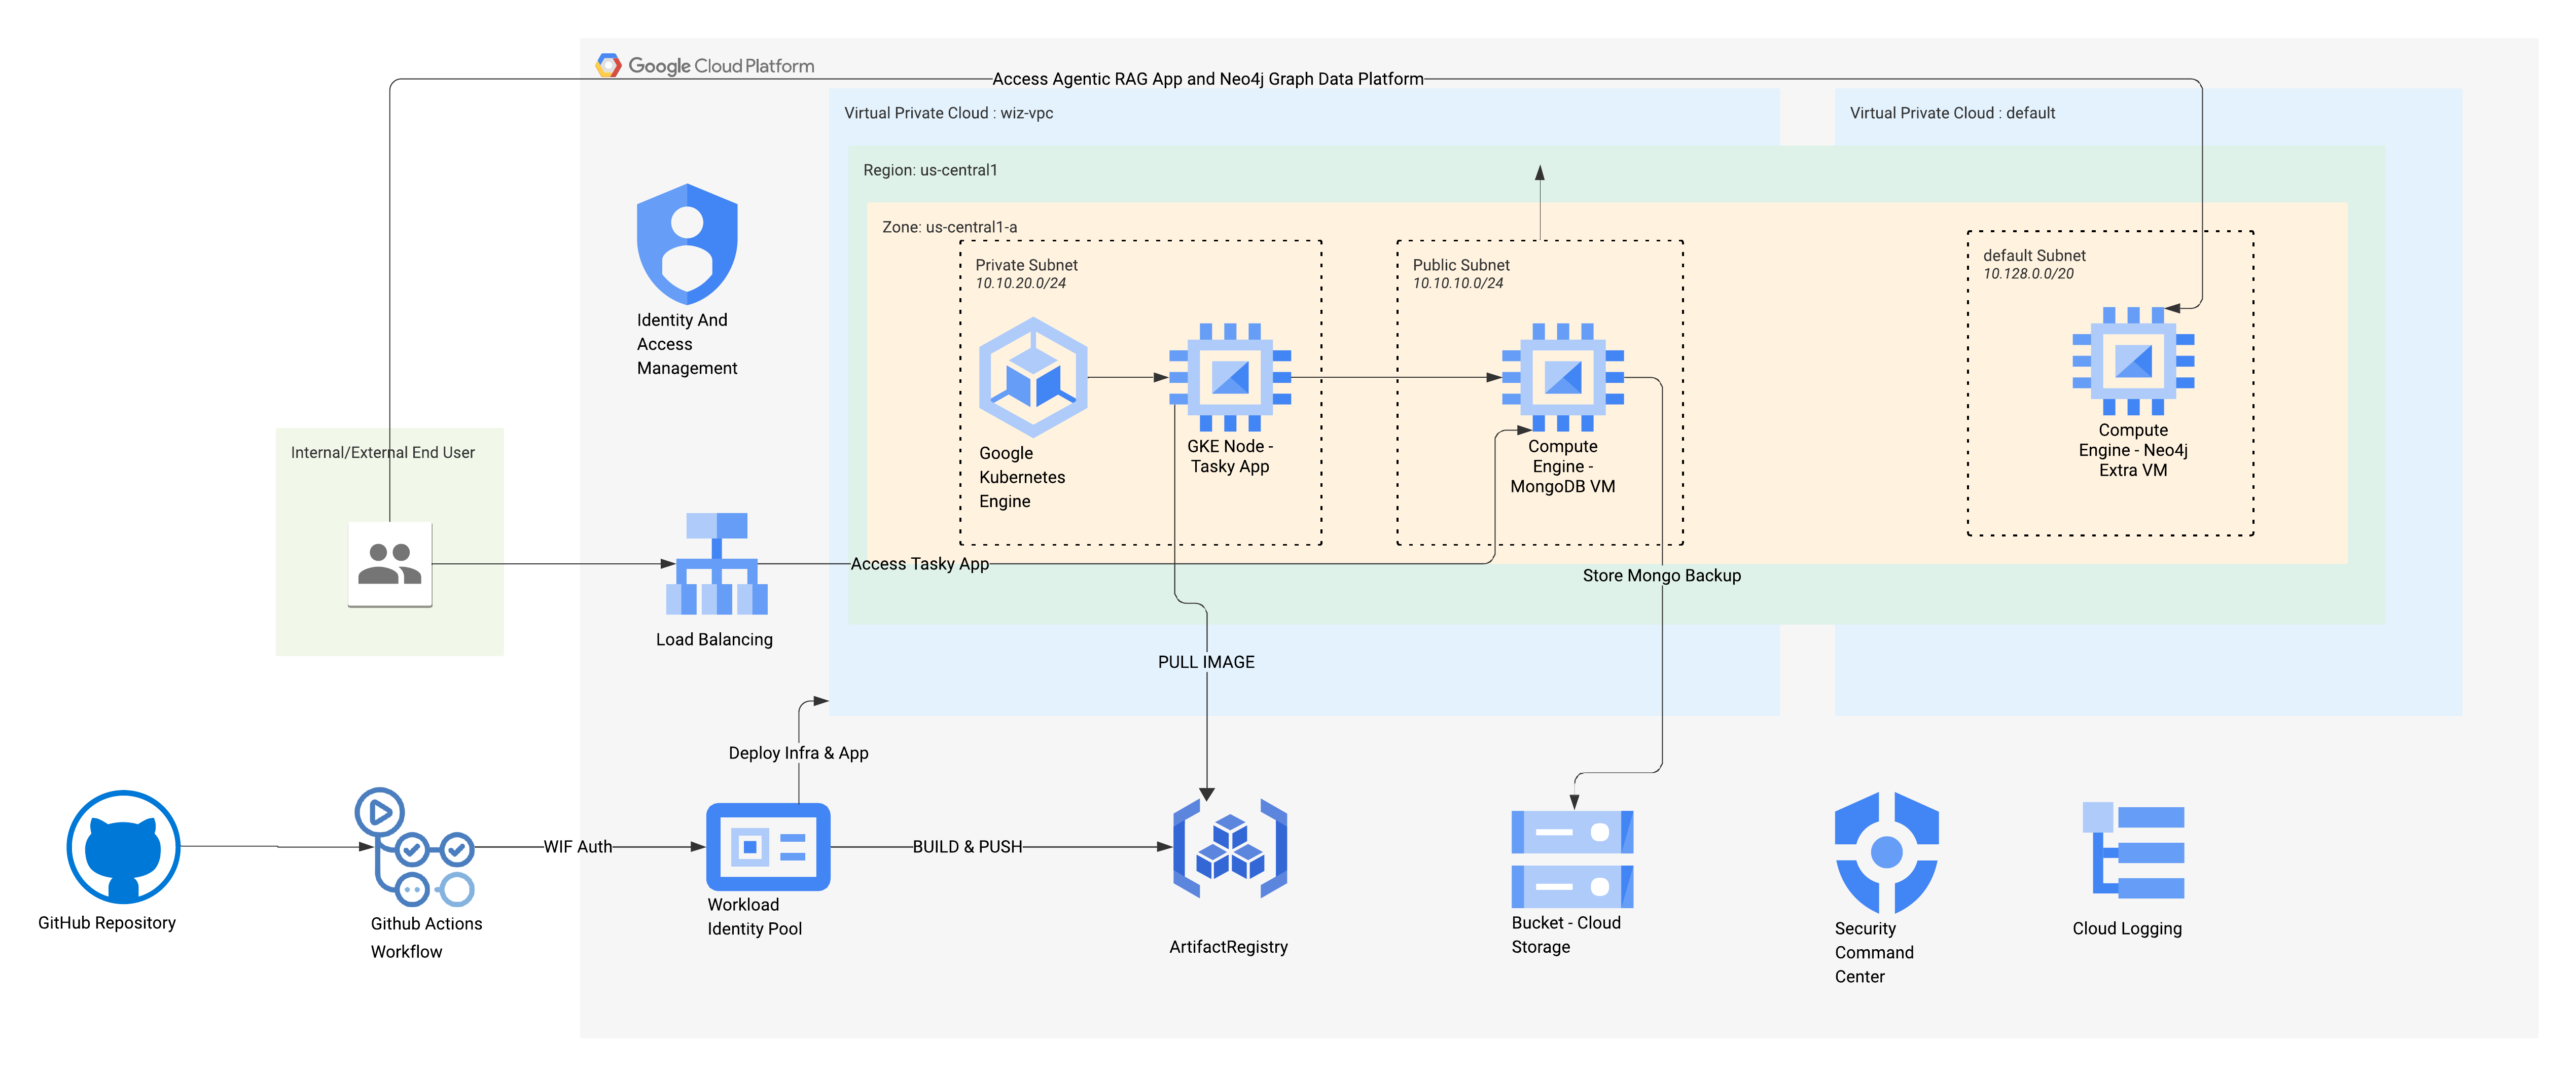 Google Cloud Platform
Access Agentic RAG App and Neo4j Graph Data Platform
Virtual Private Cloud : wiz-vpc
Virtual Private Cloud : default
Region: us-central1
Zone: us-central1-a
Private Subnet
10.10.20.0/24
Public Subnet
10.10.10.0/24
default Subnet
10.128.0.0/20
Identity And
Access
Management
Internal/External End User
Google
Kubernetes
Engine
GKE Node -
Tasky App
Compute
Engine -
MongoDB VM
Compute
Engine - Neo4j
Extra VM
Access Tasky App
Store Mongo Backup
Load Balancing
PULL IMAGE
Deploy Infra & App
WIF Auth
BUILD & PUSH
GitHub Repository
Github Actions
Workflow
Workload
Identity Pool
ArtifactRegistry
Bucket - Cloud
Storage
Security
Command
Center
Cloud Logging